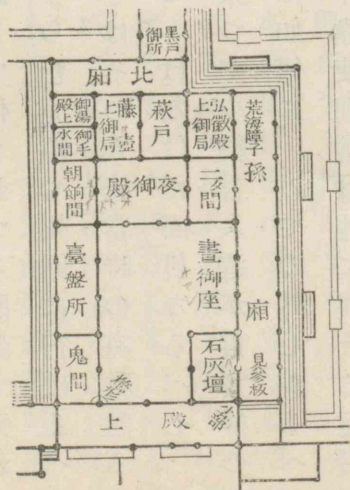 黒戸
御所
北廂
荒海障子
孫
廂
見參板
弘徽殿
上御局
萩戸
藤壺
上御局
御湯
殿上
御手
水間
二ノ間
夜御殿
朝餉間
晝御座
臺盤所
石灰壇
鬼間
殿上